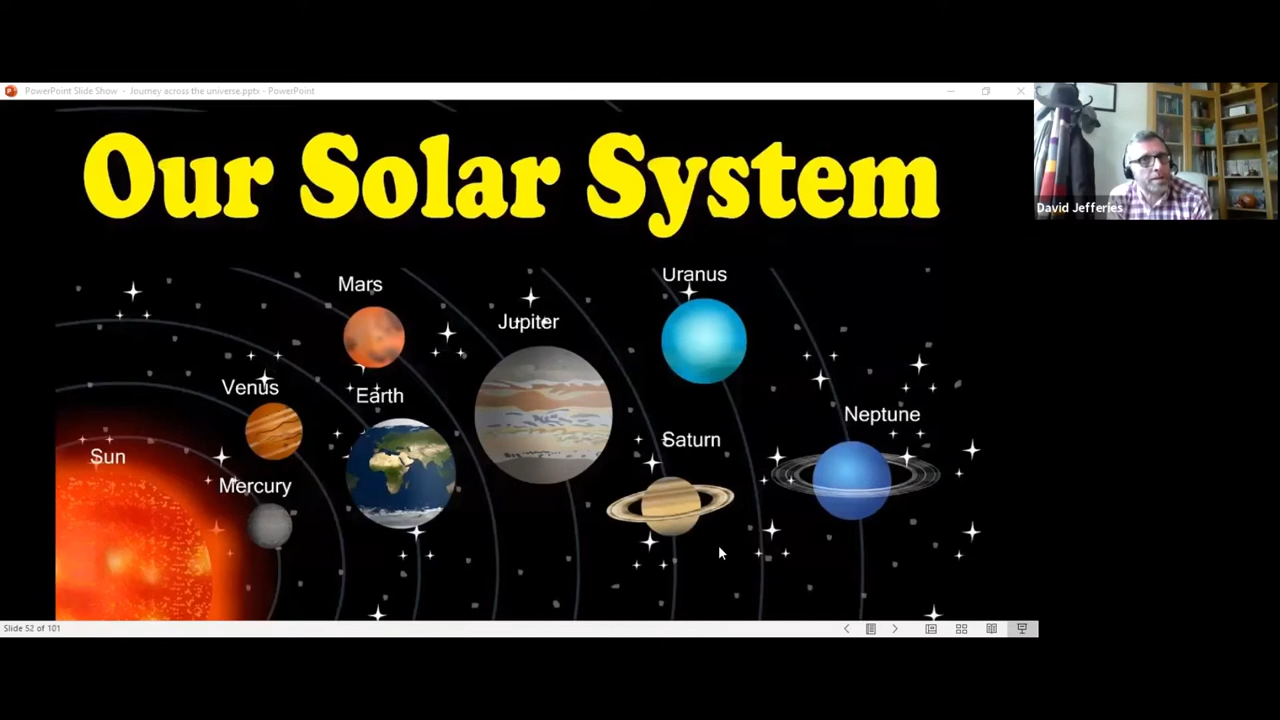 PowerPoint Slide Show - Journey across the universe.pptx - PowerPoint
Our Solar System
David Jefferies
Mars
Uranus
Jupiter
Venus
Earth
Neptune
Saturn
Sun
Mercury
Slide 52 of 101